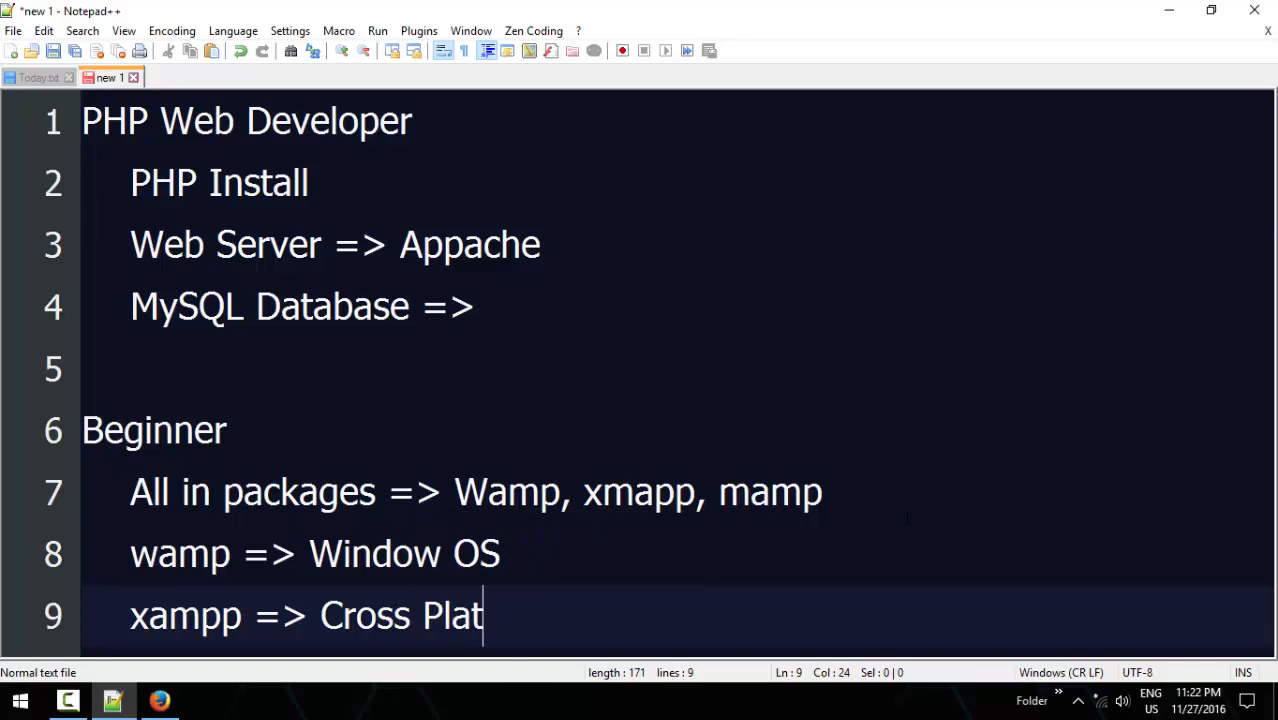 *new 1 - Notepad++
File Edit Search View Encoding Language Settings Macro Run Plugins Window Zen Coding ? X
Today.txt new 1
1 PHP Web Developer
2 PHP Install
3 Web Server => Appache
4 MySQL Database =>
5
6 Beginner
7 All in packages => Wamp, xmapp, mamp
8 wamp => Window OS
9 xampp => Cross Plat
Normal text file length : 171 lines : 9 Ln : 9 Col : 24 Sel : 0 | 0 Windows (CR LF) UTF-8 INS
Folder » ENG 11:22 PM
US 11/27/2016